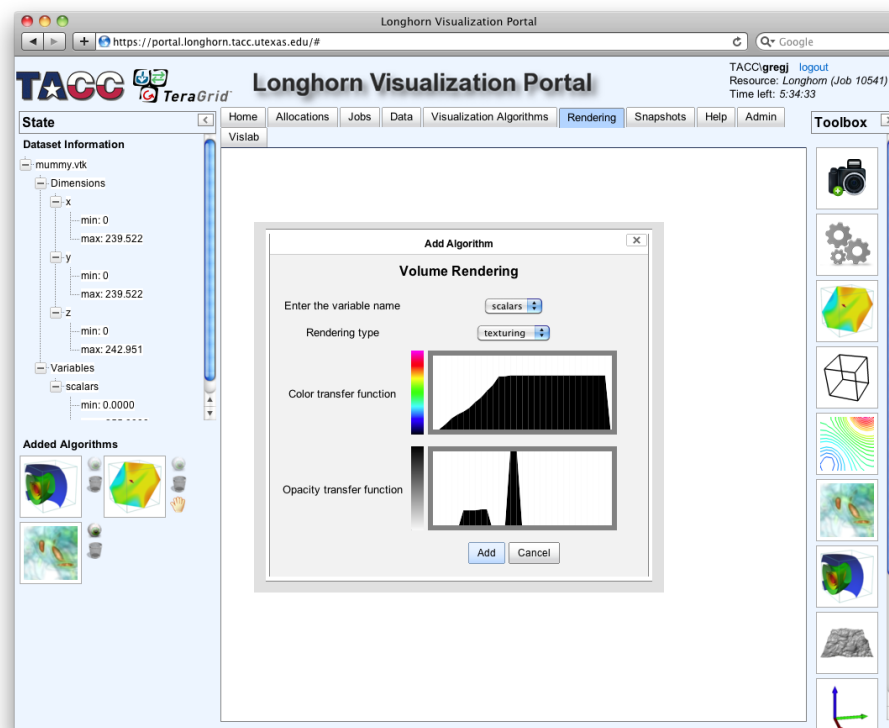 Longhorn Visualization Portal
https://portal.longhorn.tacc.utexas.edu/#
Google
TACC
TeraGrid
Longhorn Visualization Portal
TACC\gregj logout
Resource: Longhorn (Job 10541)
Time left: 5:34:33
State
Home Allocations Jobs Data Visualization Algorithms Rendering Snapshots Help Admin
Vislab
Toolbox
Dataset Information
mummy.vtk
Dimensions
x
min: 0
max: 239.522
y
min: 0
max: 239.522
z
min: 0
max: 242.951
Variables
scalars
min: 0.0000
Added Algorithms
Add Algorithm
Volume Rendering
Enter the variable name scalars
Rendering type texturing
Color transfer function
Opacity transfer function
Add Cancel